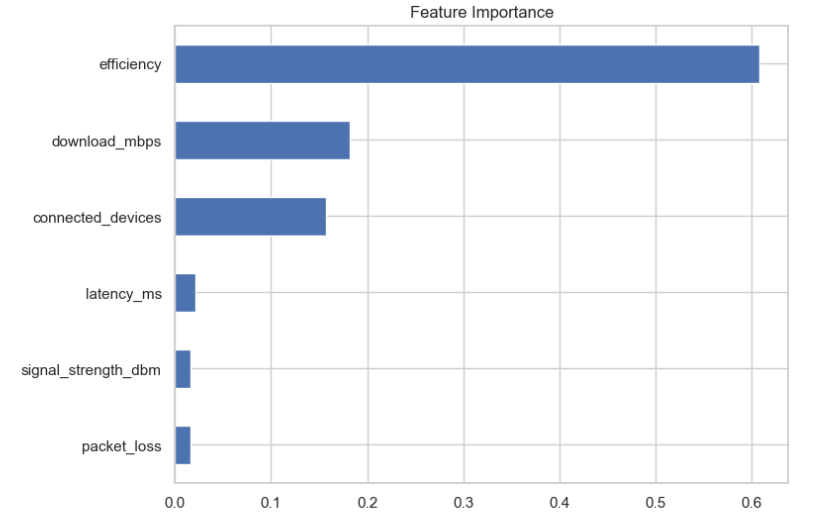 Feature Importance
efficiency
download_mbps
connected_devices
latency_ms
signal_strength_dbm
packet_loss
0.0 0.1 0.2 0.3 0.4 0.5 0.6